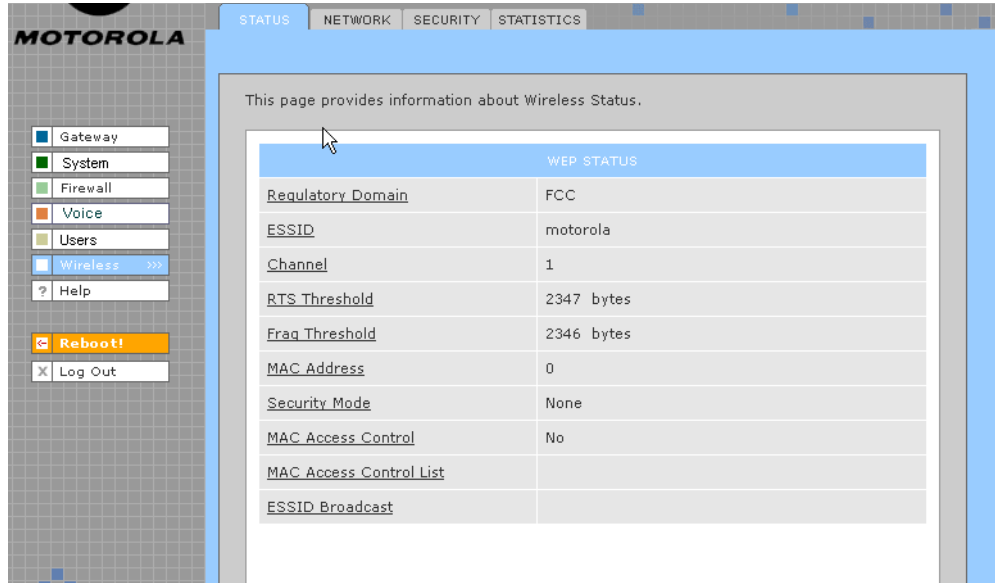 MOTOROLA
STATUS NETWORK SECURITY STATISTICS
This page provides information about Wireless Status.
Gateway
System
Firewall
Voice
Users
Wireless >>>
? Help
Reboot!
X Log Out
WEP STATUS
Regulatory Domain FCC
ESSID motorola
Channel 1
RTS Threshold 2347 bytes
Frag Threshold 2346 bytes
MAC Address 0
Security Mode None
MAC Access Control No
MAC Access Control List
ESSID Broadcast